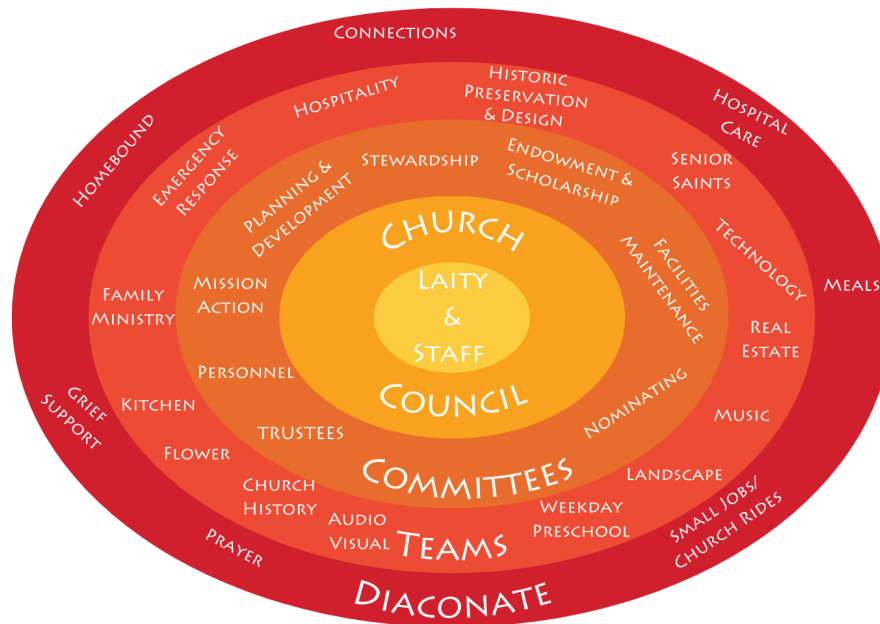 Connections
Homebound
Hospital
Care
Meals
Grief
Support
Prayer
Small Jobs/
Church Rides
Diaconate
Hospitality
Historic
Preservation
& Design
Emergency
Response
Senior
Saints
Technology
Family
Ministry
Real
Estate
Kitchen
Music
Flower
Landscape
Church
History
Audio
Visual
Weekday
Preschool
Teams
Stewardship
Endowment &
Scholarship
Planning &
Development
Facilities
Maintenance
Mission
Action
Personnel
Nominating
Trustees
Committees
Church
Council
Laity
&
Staff